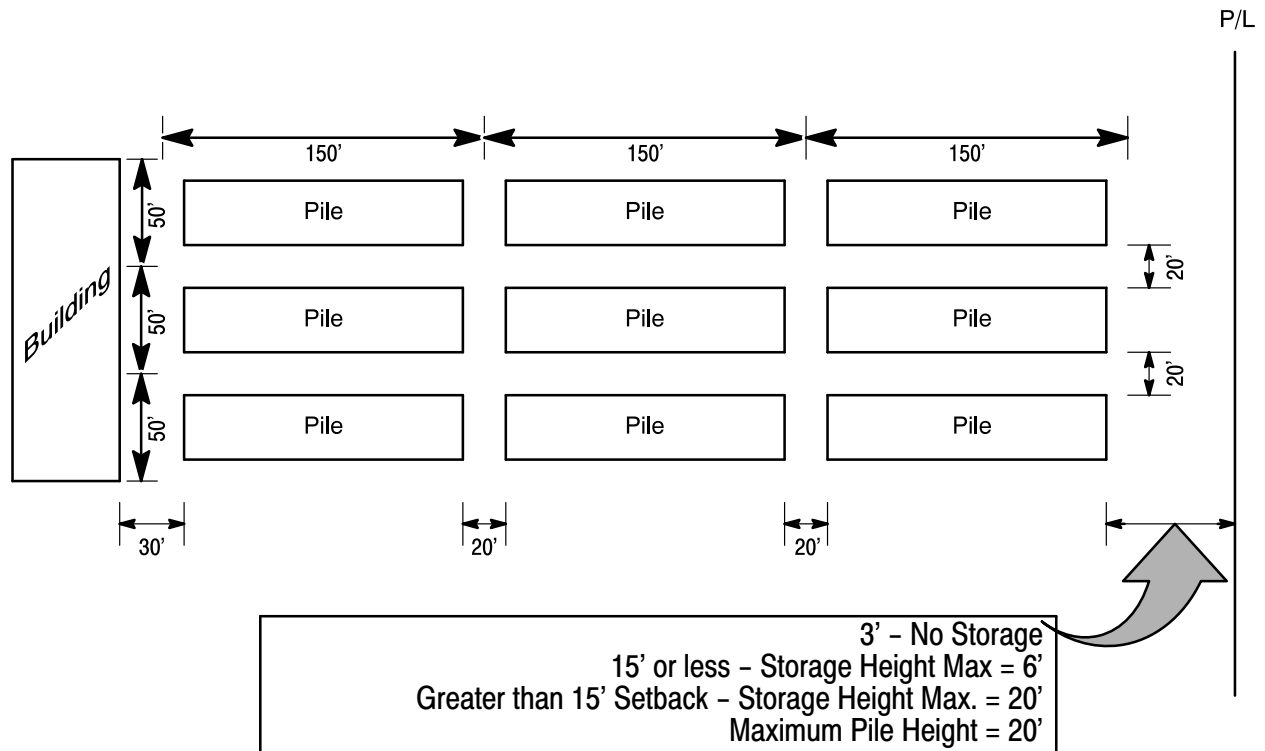 P/L
150’ 150’ 150’
50’ Pile Pile Pile
20’
Building
50’ Pile Pile Pile
20’
50’ Pile Pile Pile
30’ 20’ 20’
3’ – No Storage
15’ or less – Storage Height Max = 6’
Greater than 15’ Setback – Storage Height Max. = 20’
Maximum Pile Height = 20’